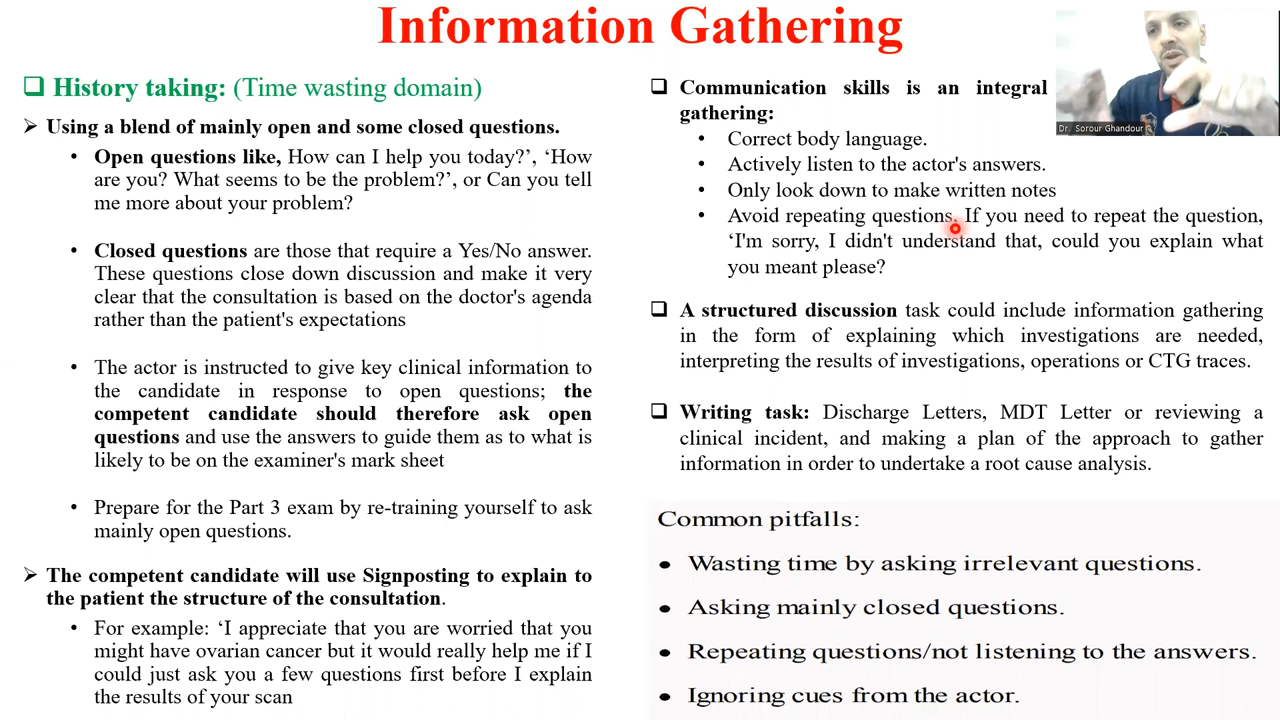 Information Gathering
❑ History taking: (Time wasting domain)
➢ Using a blend of mainly open and some closed questions.
• Open questions like, How can I help you today?’, ‘How
are you? What seems to be the problem?’, or Can you tell
me more about your problem?
• Closed questions are those that require a Yes/No answer.
These questions close down discussion and make it very
clear that the consultation is based on the doctor's agenda
rather than the patient's expectations
• The actor is instructed to give key clinical information to
the candidate in response to open questions; the
competent candidate should therefore ask open
questions and use the answers to guide them as to what is
likely to be on the examiner's mark sheet
• Prepare for the Part 3 exam by re-training yourself to ask
mainly open questions.
➢ The competent candidate will use Signposting to explain to
the patient the structure of the consultation.
• For example: ‘I appreciate that you are worried that you
might have ovarian cancer but it would really help me if I
could just ask you a few questions first before I explain
the results of your scan
❑ Communication skills is an integral
gathering:
• Correct body language.
• Actively listen to the actor's answers.
• Only look down to make written notes
• Avoid repeating questions. If you need to repeat the question,
‘I'm sorry, I didn't understand that, could you explain what
you meant please?
❑ A structured discussion task could include information gathering
in the form of explaining which investigations are needed,
interpreting the results of investigations, operations or CTG traces.
❑ Writing task: Discharge Letters, MDT Letter or reviewing a
clinical incident, and making a plan of the approach to gather
information in order to undertake a root cause analysis.
Common pitfalls:
• Wasting time by asking irrelevant questions.
• Asking mainly closed questions.
• Repeating questions/not listening to the answers.
• Ignoring cues from the actor.
Dr. Sorour Ghandour